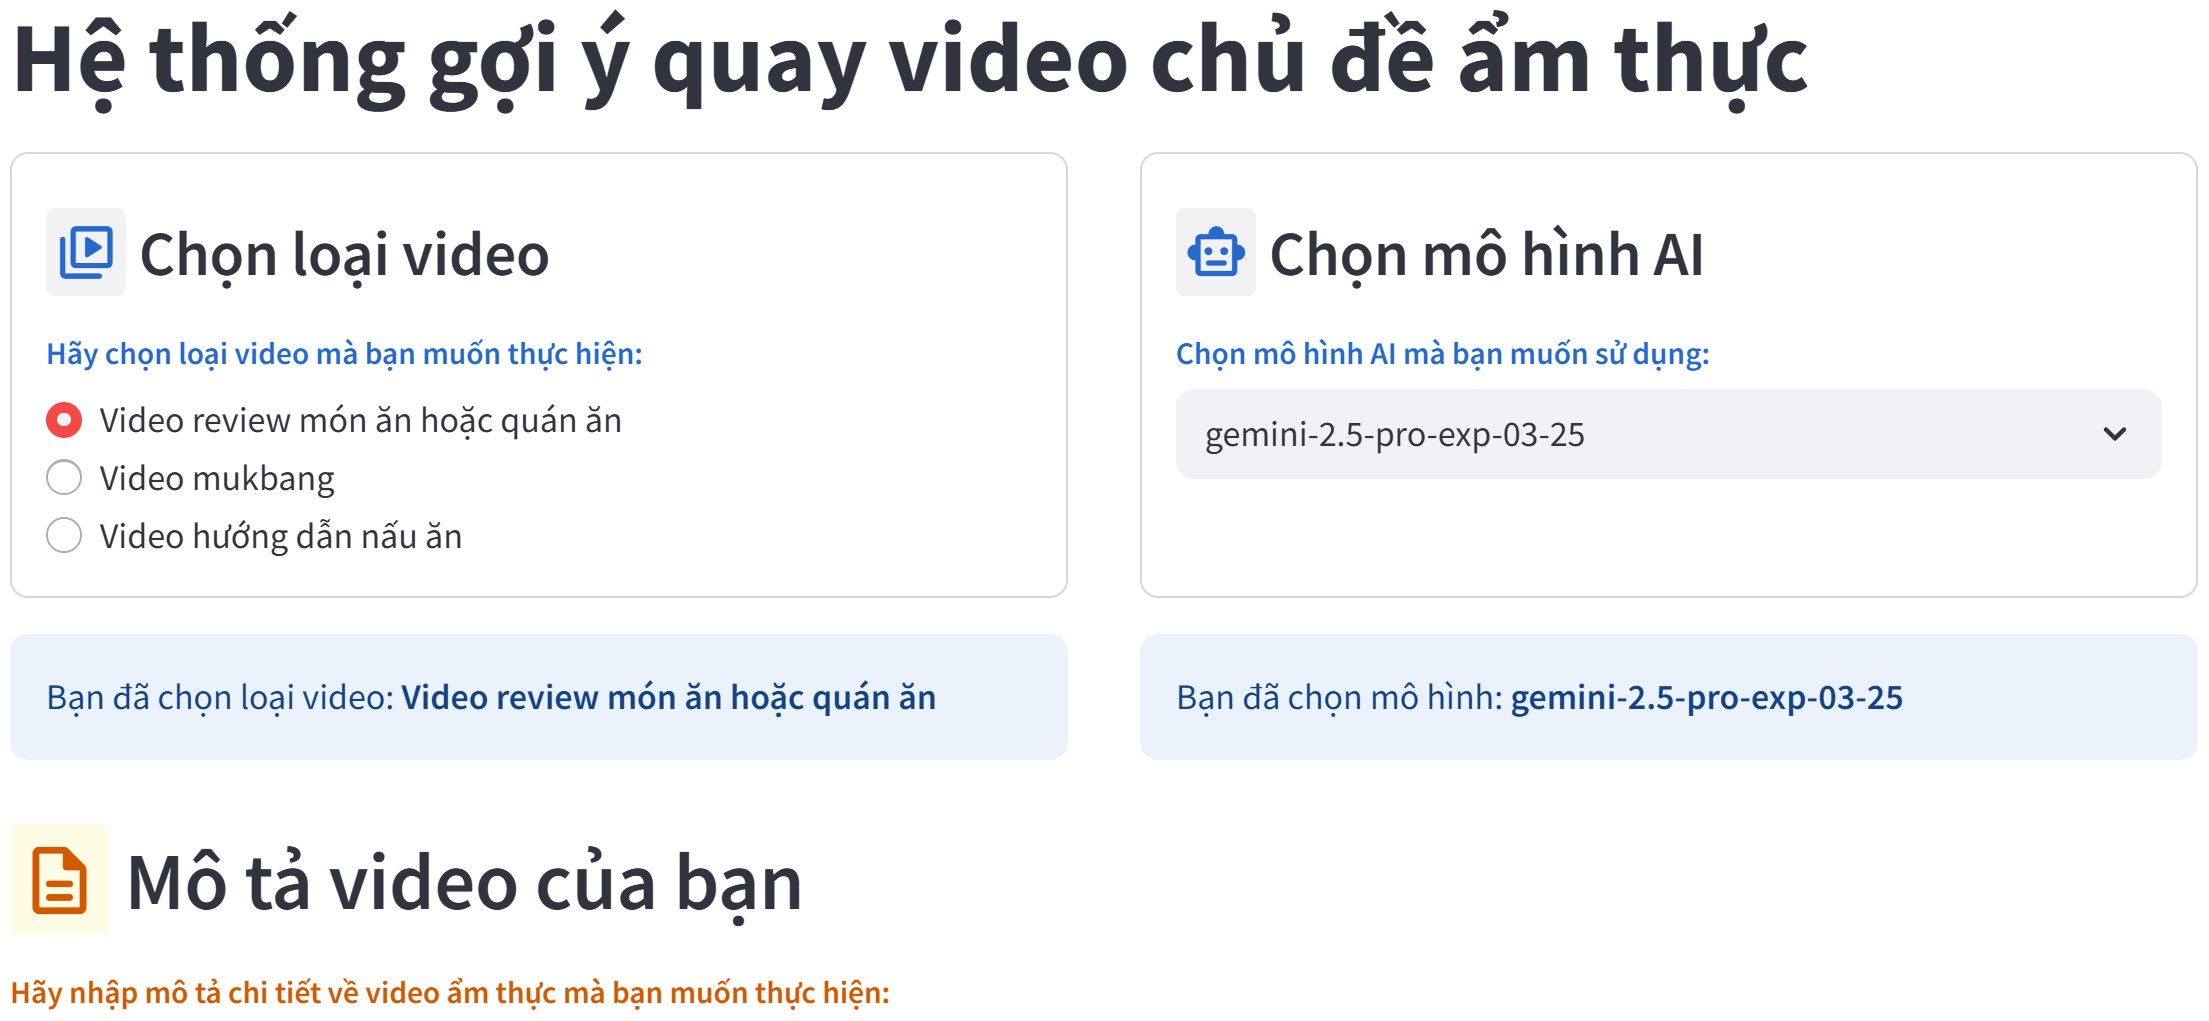 Hệ thống gợi ý quay video chủ đề ẩm thực
Chọn loại video
Hãy chọn loại video mà bạn muốn thực hiện:
Video review món ăn hoặc quán ăn
Video mukbang
Video hướng dẫn nấu ăn
Bạn đã chọn loại video: Video review món ăn hoặc quán ăn
Chọn mô hình AI
Chọn mô hình AI mà bạn muốn sử dụng:
gemini-2.5-pro-exp-03-25
Bạn đã chọn mô hình: gemini-2.5-pro-exp-03-25
Mô tả video của bạn
Hãy nhập mô tả chi tiết về video ẩm thực mà bạn muốn thực hiện: